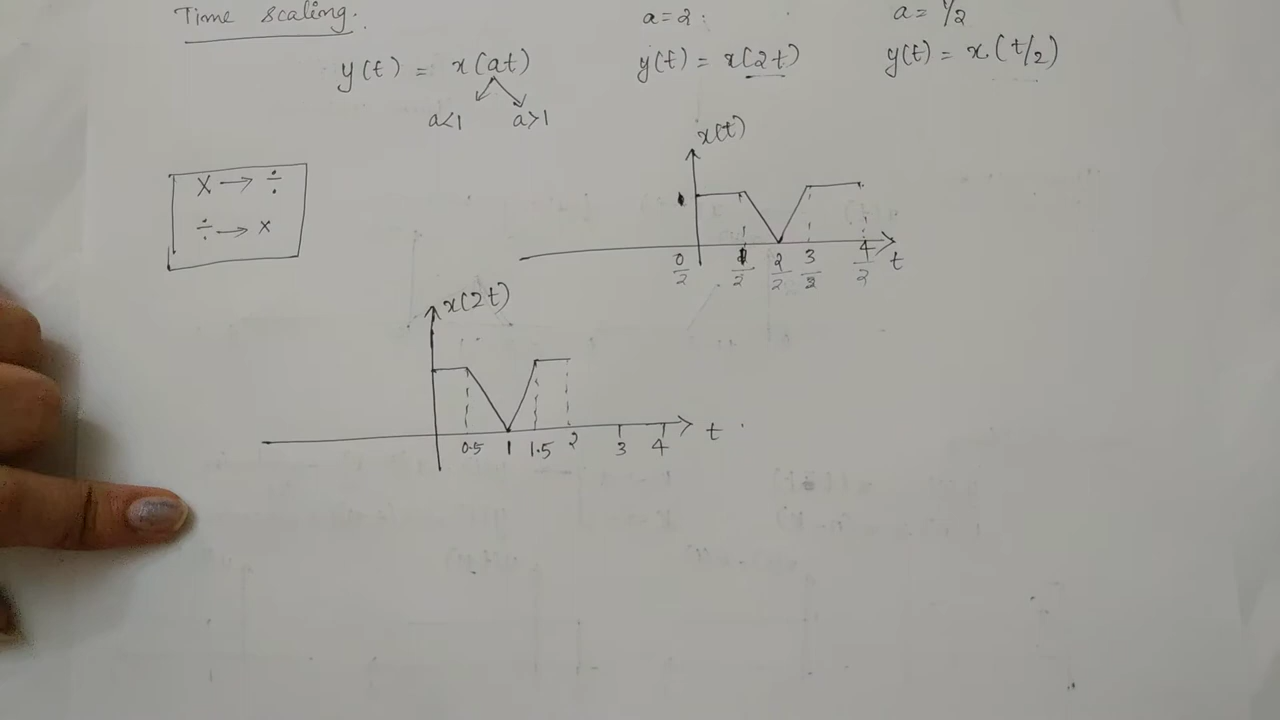 Time scaling.
a = 2 :
a = 1/2
y(t) = x(at)
y(t) = x(2t)
y(t) = x(t/2)
a<1 a>1
x(t)
× → ÷
÷ → ×
0/2 1/2 2/2 3/2 4/2 t
x(2t)
0.5 1 1.5 2 3 4 t